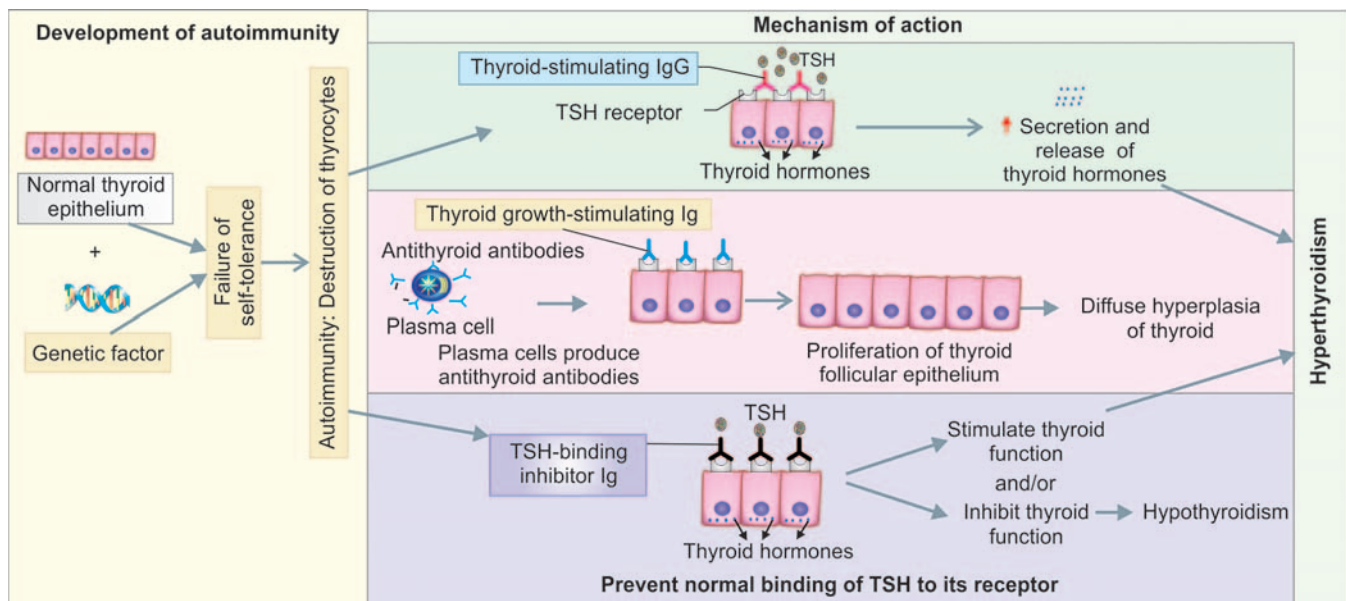 Development of autoimmunity
Normal thyroid
epithelium
+
Genetic factor
Failure of
self-tolerance
Autoimmunity: Destruction of thyrocytes
Mechanism of action
Thyroid-stimulating IgG
TSH
TSH receptor
Thyroid hormones
Secretion and
release of
thyroid hormones
Thyroid growth-stimulating Ig
Antithyroid antibodies
Plasma cell
Plasma cells produce
antithyroid antibodies
Proliferation of thyroid
follicular epithelium
Diffuse hyperplasia
of thyroid
TSH
TSH-binding
inhibitor Ig
Thyroid hormones
Stimulate thyroid
function
and/or
Inhibit thyroid
function
Hypothyroidism
Prevent normal binding of TSH to its receptor
Hyperthyroidism